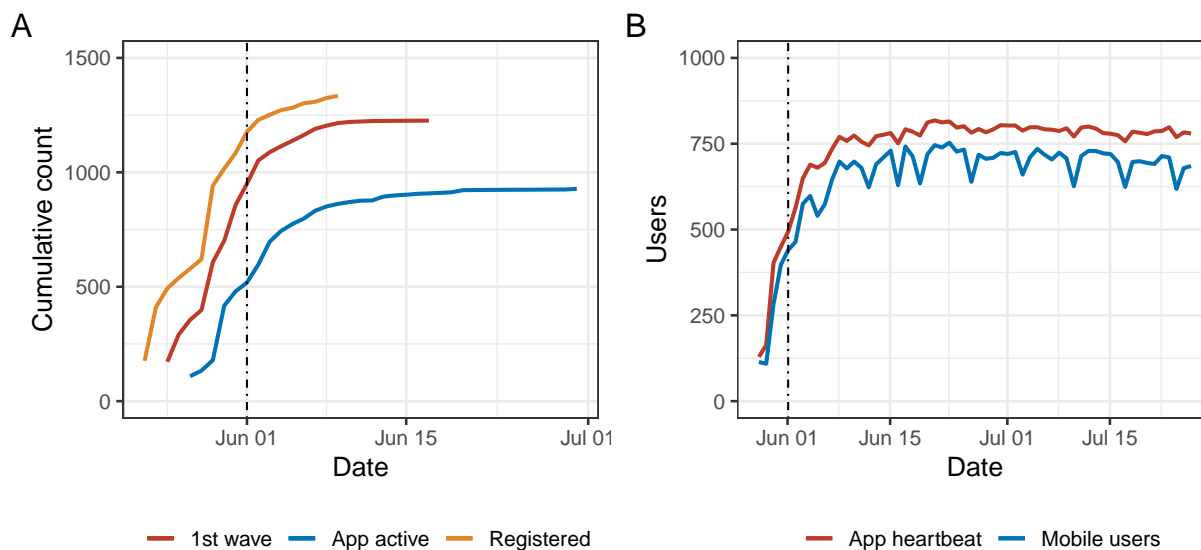 A
1500
1000
500
0
Cumulative count
Jun 01 Jun 15 Jul 01
Date
1st wave App active Registered
B
1000
750
500
250
0
Users
Jun 01 Jun 15 Jul 01 Jul 15
Date
App heartbeat Mobile users